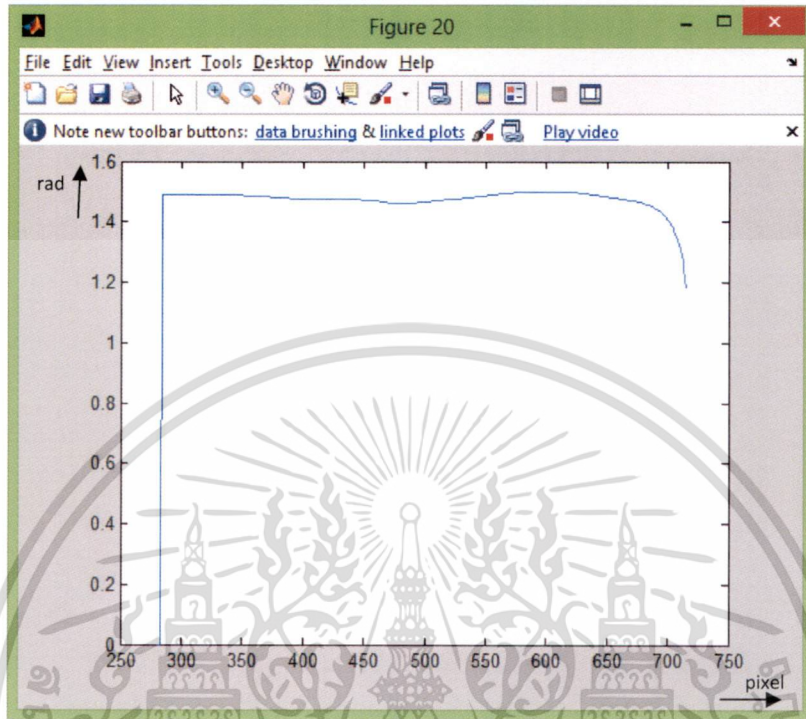 Figure 20
File Edit View Insert Tools Desktop Window Help
Note new toolbar buttons: data brushing & linked plots Play video
rad
1.6
1.4
1.2
1
0.8
0.6
0.4
0.2
0
250 300 350 400 450 500 550 600 650 700 750
pixel